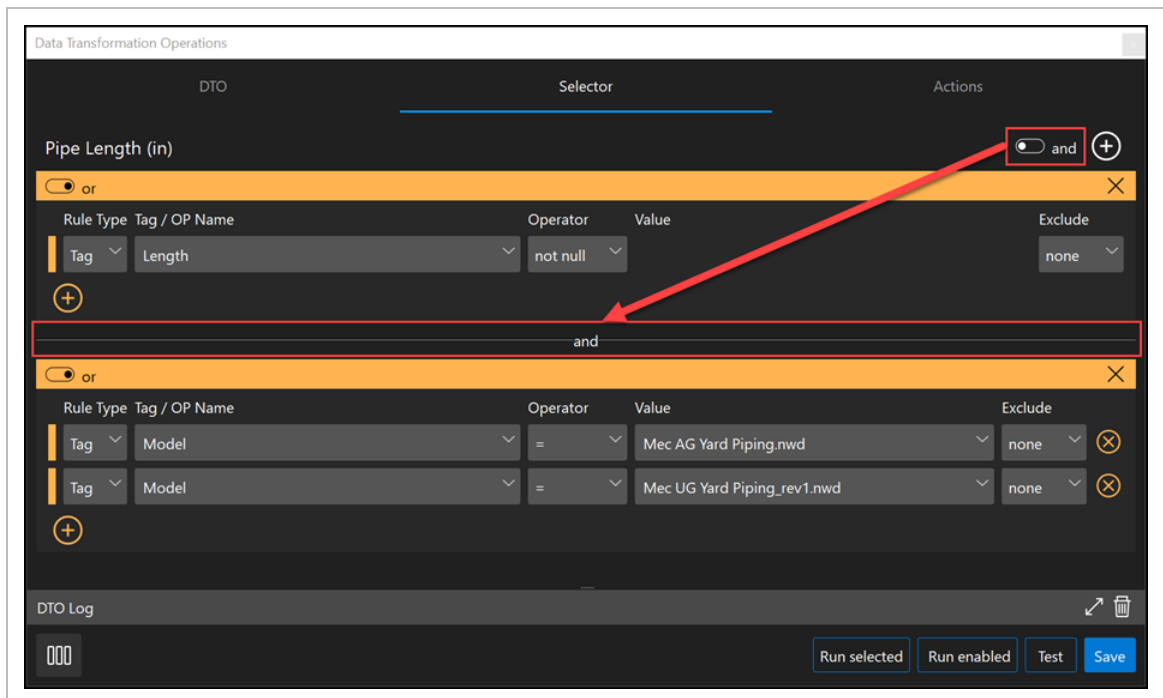 Data Transformation Operations
DTO Selector Actions
Pipe Length (in) and
or
Rule Type Tag / OP Name Operator Value Exclude
Tag Length not null none
and
or
Rule Type Tag / OP Name Operator Value Exclude
Tag Model = Mec AG Yard Piping.nwd none
Tag Model = Mec UG Yard Piping_rev1.nwd none
DTO Log
Run selected Run enabled Test Save